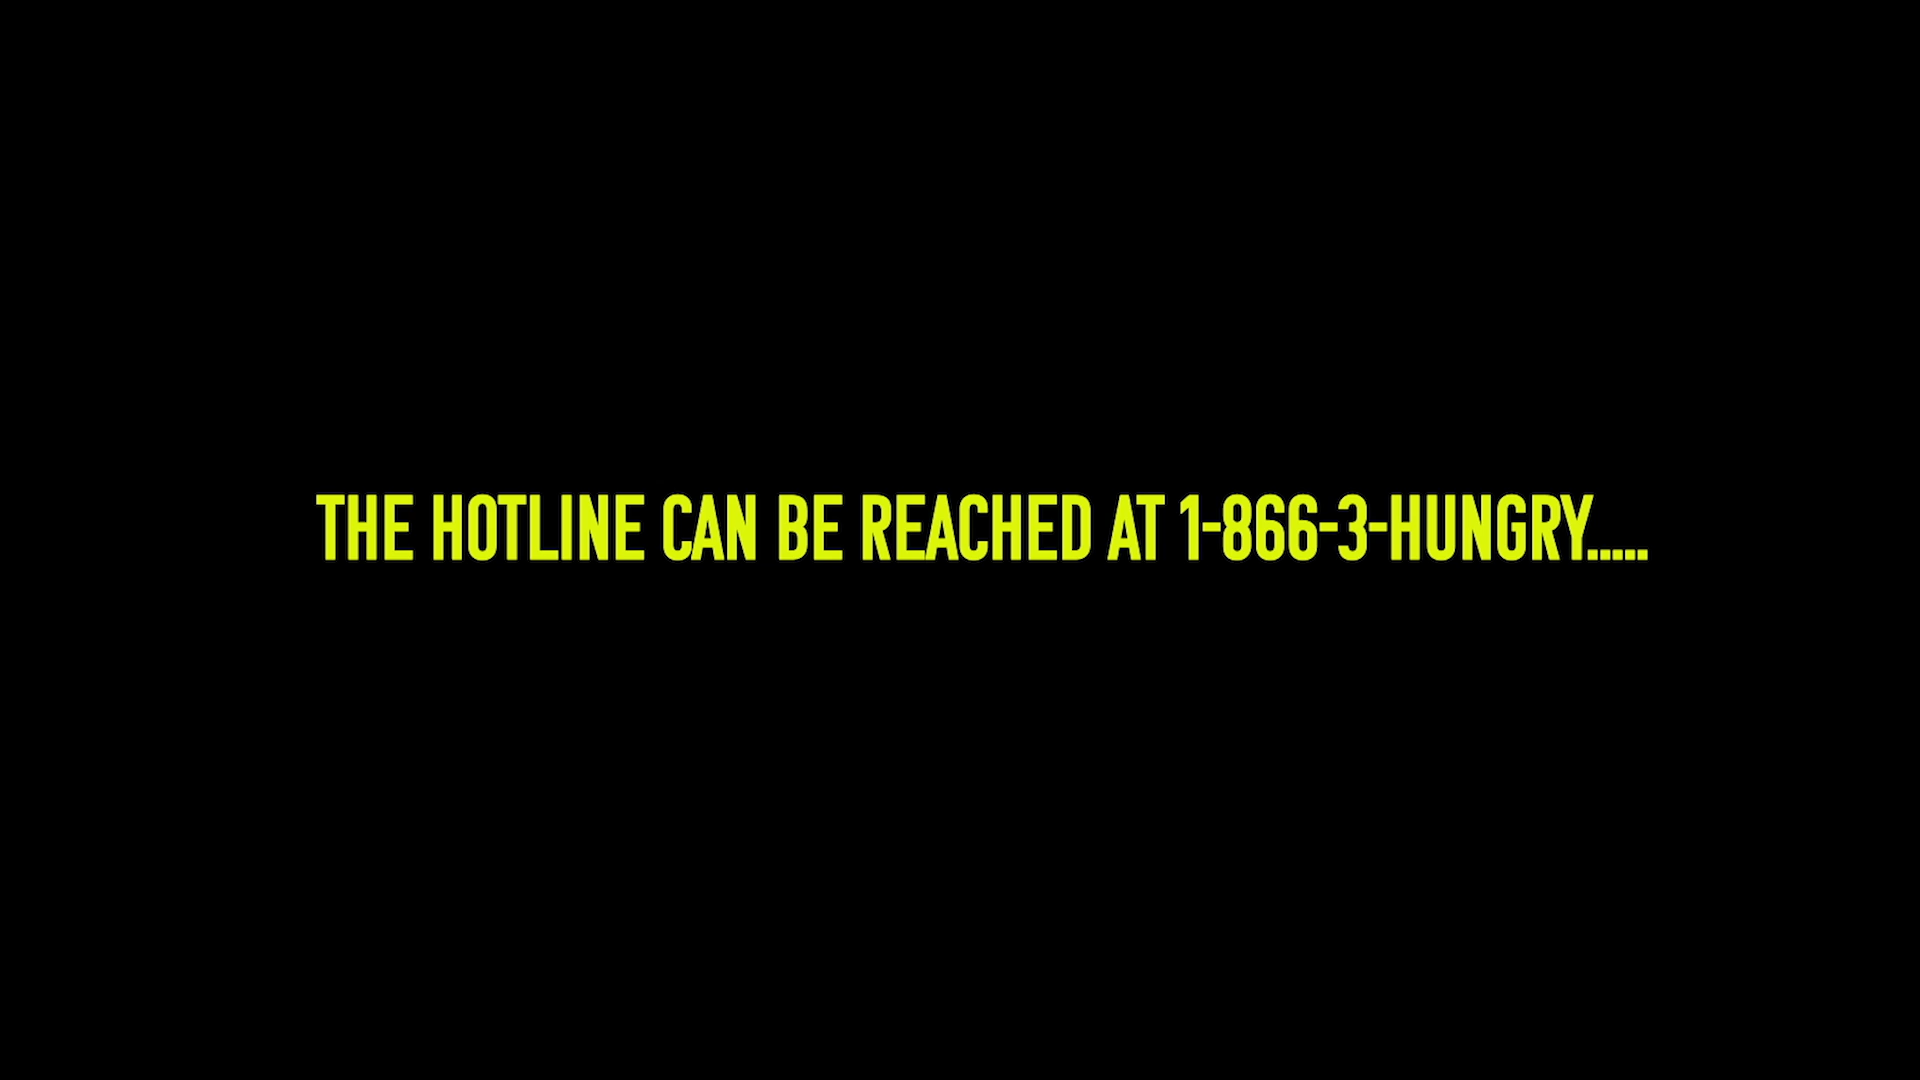 THE HOTLINE CAN BE REACHED AT 1-866-3-HUNGRY.....